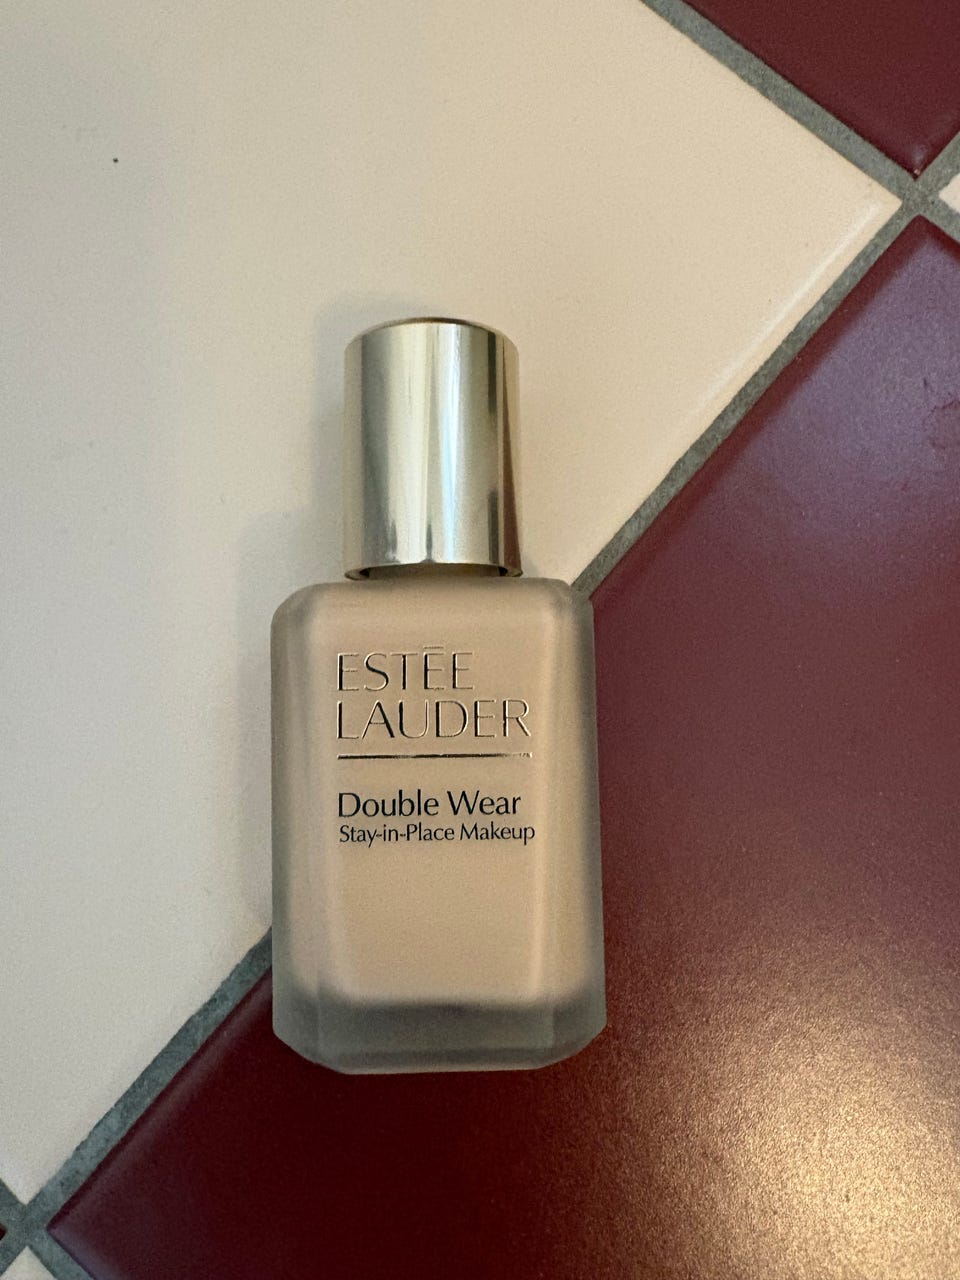 ESTĒE
LAUDER
Double Wear
Stay-in-Place Makeup